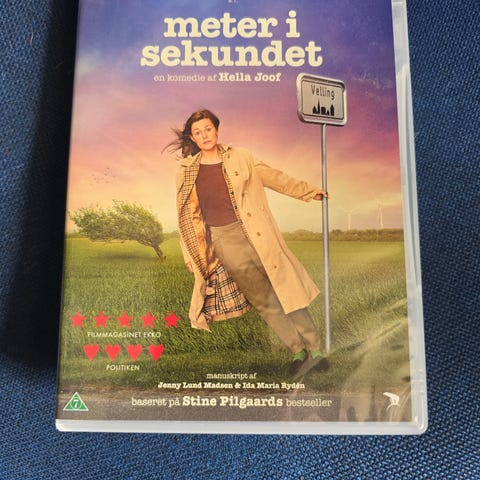 meter i
sekundet
en komedie af Hella Joof
Velling
FILMMAGASINET EKKO
POLITIKEN
manuskript af
Jenny Lund Madsen & Ida Maria Rydén
baseret på Stine Pilgaards bestseller
7